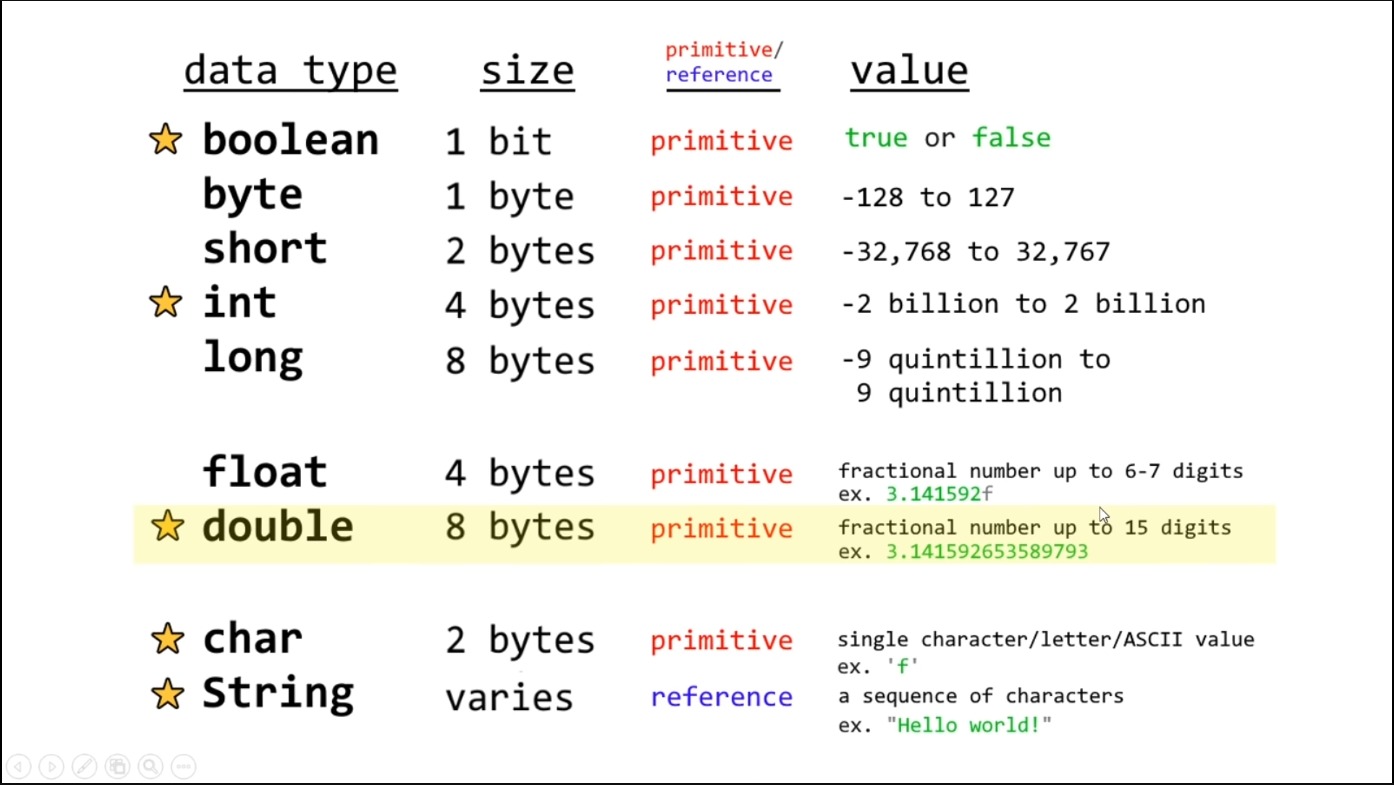 data type size primitive/ value
reference
boolean 1 bit primitive true or false
byte 1 byte primitive -128 to 127
short 2 bytes primitive -32,768 to 32,767
int 4 bytes primitive -2 billion to 2 billion
long 8 bytes primitive -9 quintillion to
9 quintillion
float 4 bytes primitive fractional number up to 6-7 digits
ex. 3.141592f
double 8 bytes primitive fractional number up to 15 digits
ex. 3.141592653589793
char 2 bytes primitive single character/letter/ASCII value
ex. 'f'
String varies reference a sequence of characters
ex. "Hello world!"